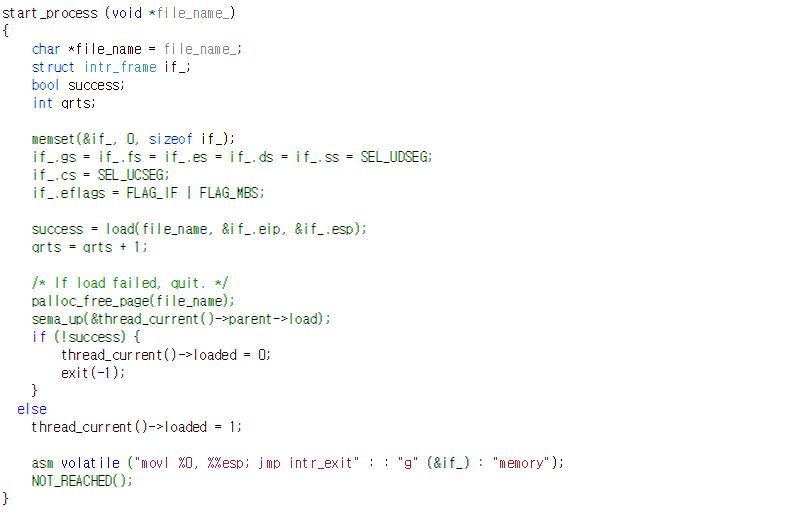 start_process (void *file_name_)
{
    char *file_name = file_name_;
    struct intr_frame if_;
    bool success;
    int qrts;

    memset(&if_, 0, sizeof if_);
    if_.gs = if_.fs = if_.es = if_.ds = if_.ss = SEL_UDSEG;
    if_.cs = SEL_UCSEG;
    if_.eflags = FLAG_IF | FLAG_MBS;

    success = load(file_name, &if_.eip, &if_.esp);
    qrts = qrts + 1;

    /* If load failed, quit. */
    palloc_free_page(file_name);
    sema_up(&thread_current()->parent->load);
    if (!success) {
        thread_current()->loaded = 0;
        exit(-1);
    }
  else
    thread_current()->loaded = 1;

    asm volatile ("movl %0, %%esp; jmp intr_exit" : : "g" (&if_) : "memory");
    NOT_REACHED();
}